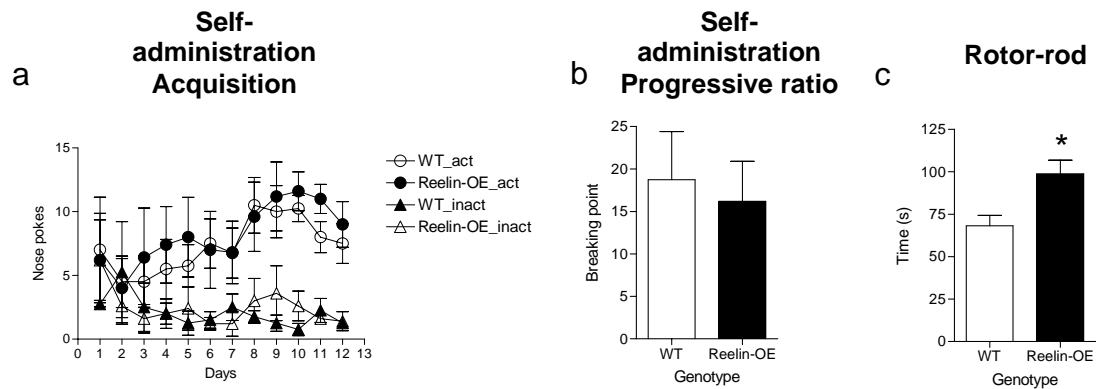 Self-
administration
Acquisition
a
15
10
5
0
Nose pokes
0 1 2 3 4 5 6 7 8 9 10 11 12 13
Days
WT_act
Reelin-OE_act
WT_inact
Reelin-OE_inact
Self-
administration
Progressive ratio
b
25
20
15
10
5
0
Breaking point
WT Reelin-OE
Genotype
Rotor-rod
c
125
100
75
50
25
0
Time (s)
*
WT Reelin-OE
Genotype